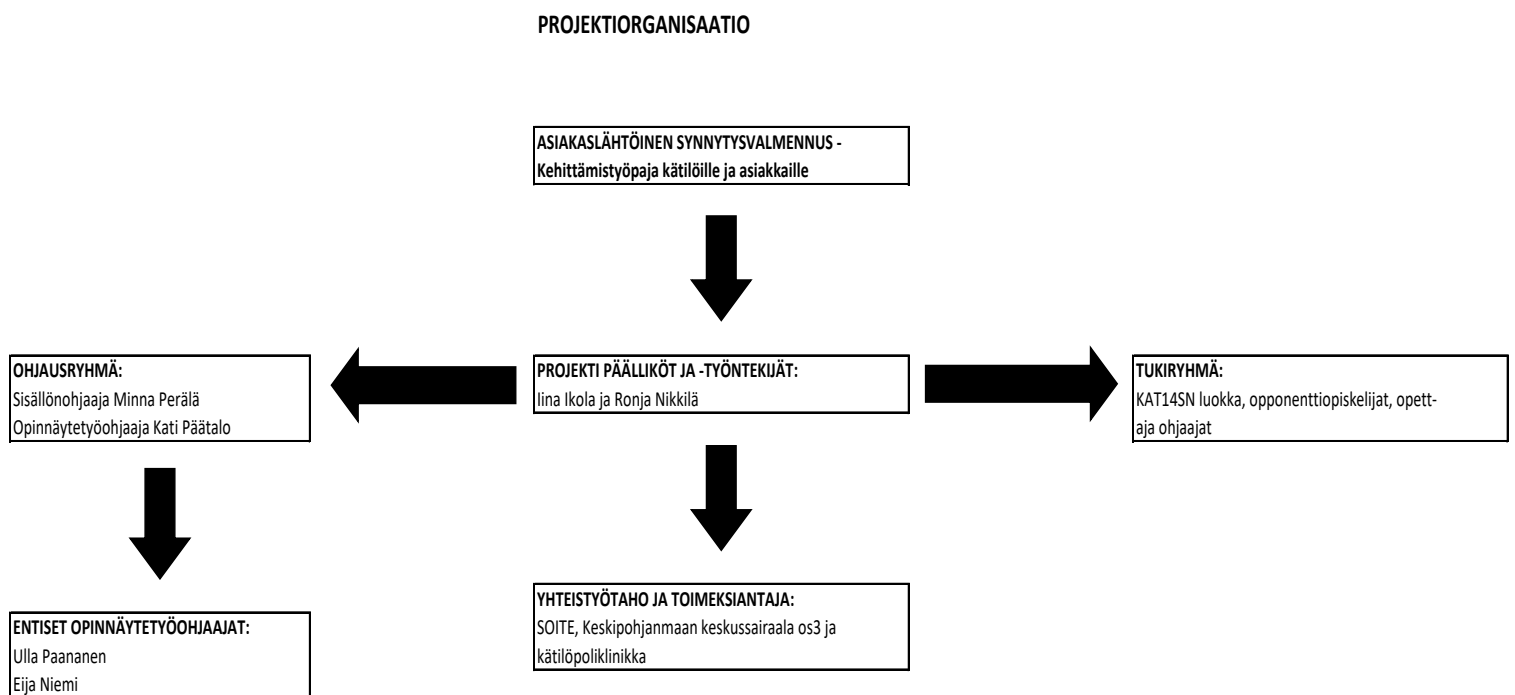 PROJEKTIORGANISAATIO
ASIAKASLÄHTÖINEN SYNNYTYSVALMENNUS -
Kehittämistyöpaja kätilöille ja asiakkaille
OHJAUSRYHMÄ:
Sisällönohjaaja Minna Perälä
Opinnäytetyöohjaaja Kati Päätalo
PROJEKTI PÄÄLLIKÖT JA -TYÖNTEKIJÄT:
Iina Ikola ja Ronja Nikkilä
TUKIRYHMÄ:
KAT14SN luokka, opponenttiopiskelijat, opett-
aja ohjaajat
ENTISET OPINNÄYTETYÖOHJAAJAT:
Ulla Paananen
Eija Niemi
YHTEISTYÖTAHO JA TOIMEKSIANTAJA:
SOITE, Keskipohjanmaan keskussairaala os3 ja
kätilöpoliklinikka